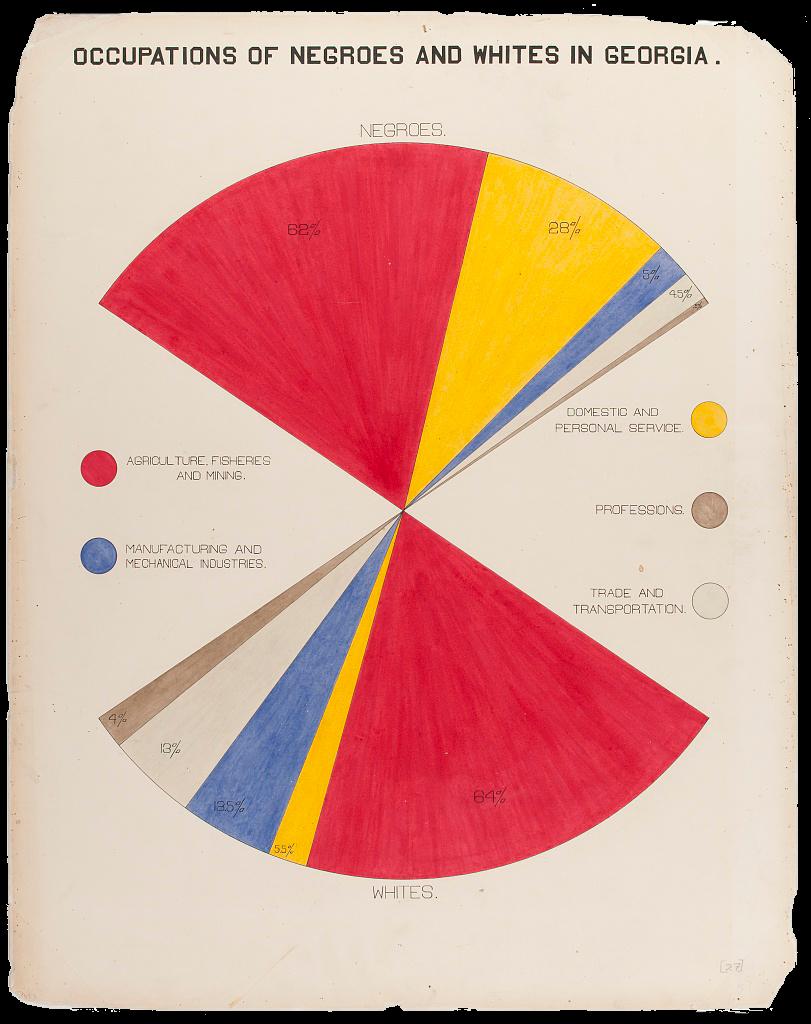 OCCUPATIONS OF NEGROES AND WHITES IN GEORGIA.
NEGROES.
62%
28%
5%
4.5%
AGRICULTURE, FISHERIES
AND MINING.
MANUFACTURING AND
MECHANICAL INDUSTRIES.
DOMESTIC AND
PERSONAL SERVICE.
PROFESSIONS.
TRADE AND
TRANSPORTATION.
4%
13%
13.5%
5.5%
64%
WHITES.